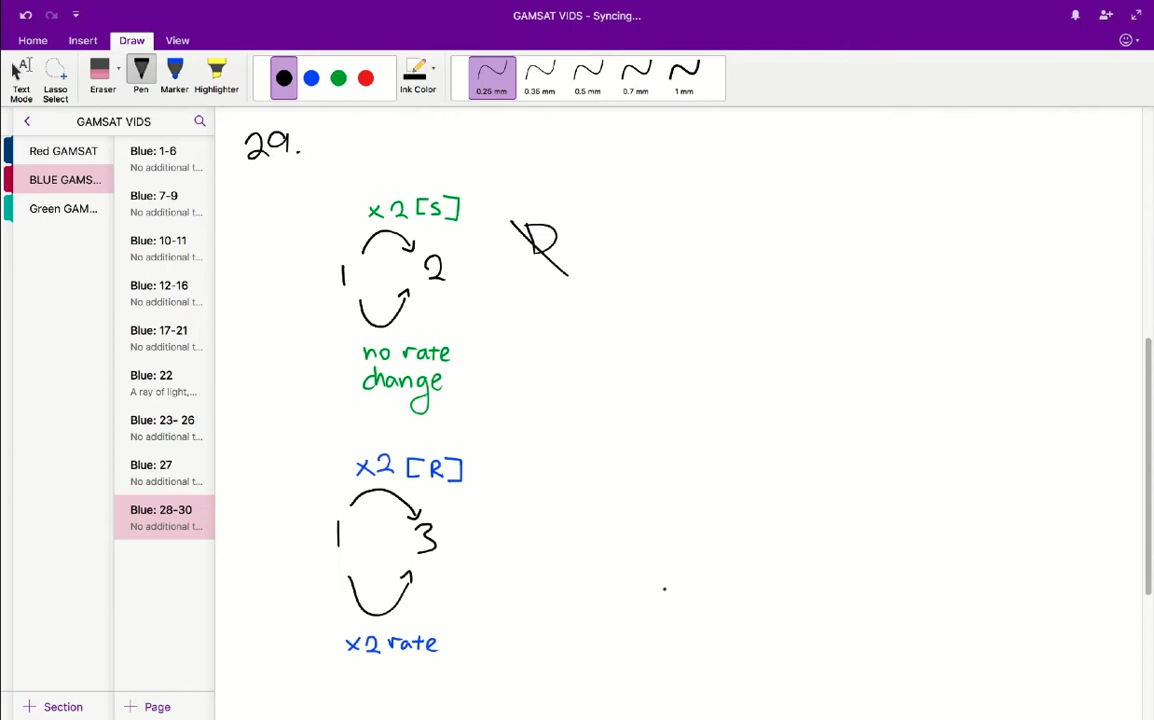 GAMSAT VIDS - Syncing...
Home Insert Draw View
Text Mode
Lasso Select
Eraser
Pen
Marker
Highlighter
Ink Color
0.25 mm
0.35 mm
0.5 mm
0.7 mm
1 mm
GAMSAT VIDS
Red GAMSAT
BLUE GAMS...
Green GAM...
Blue: 1-6
No additional t...
Blue: 7-9
No additional t...
Blue: 10-11
No additional t...
Blue: 12-16
No additional t...
Blue: 17-21
No additional t...
Blue: 22
A ray of light,...
Blue: 23- 26
No additional t...
Blue: 27
No additional t...
Blue: 28-30
No additional t...
+ Section
+ Page
29.
x2 [S]
1 2
D
no rate
change
x2 [R]
1 3
x2 rate